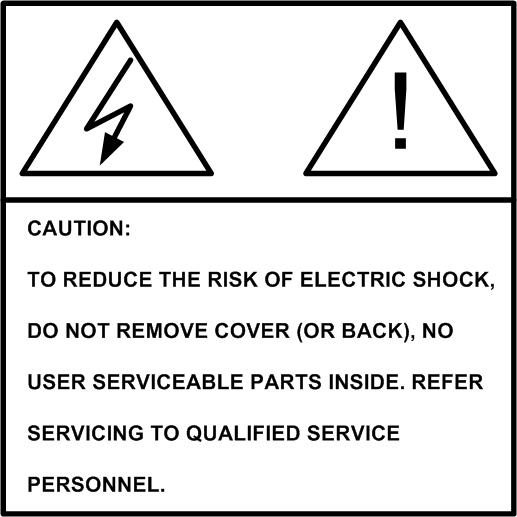 !
CAUTION:
TO REDUCE THE RISK OF ELECTRIC SHOCK,
DO NOT REMOVE COVER (OR BACK), NO
USER SERVICEABLE PARTS INSIDE. REFER
SERVICING TO QUALIFIED SERVICE
PERSONNEL.